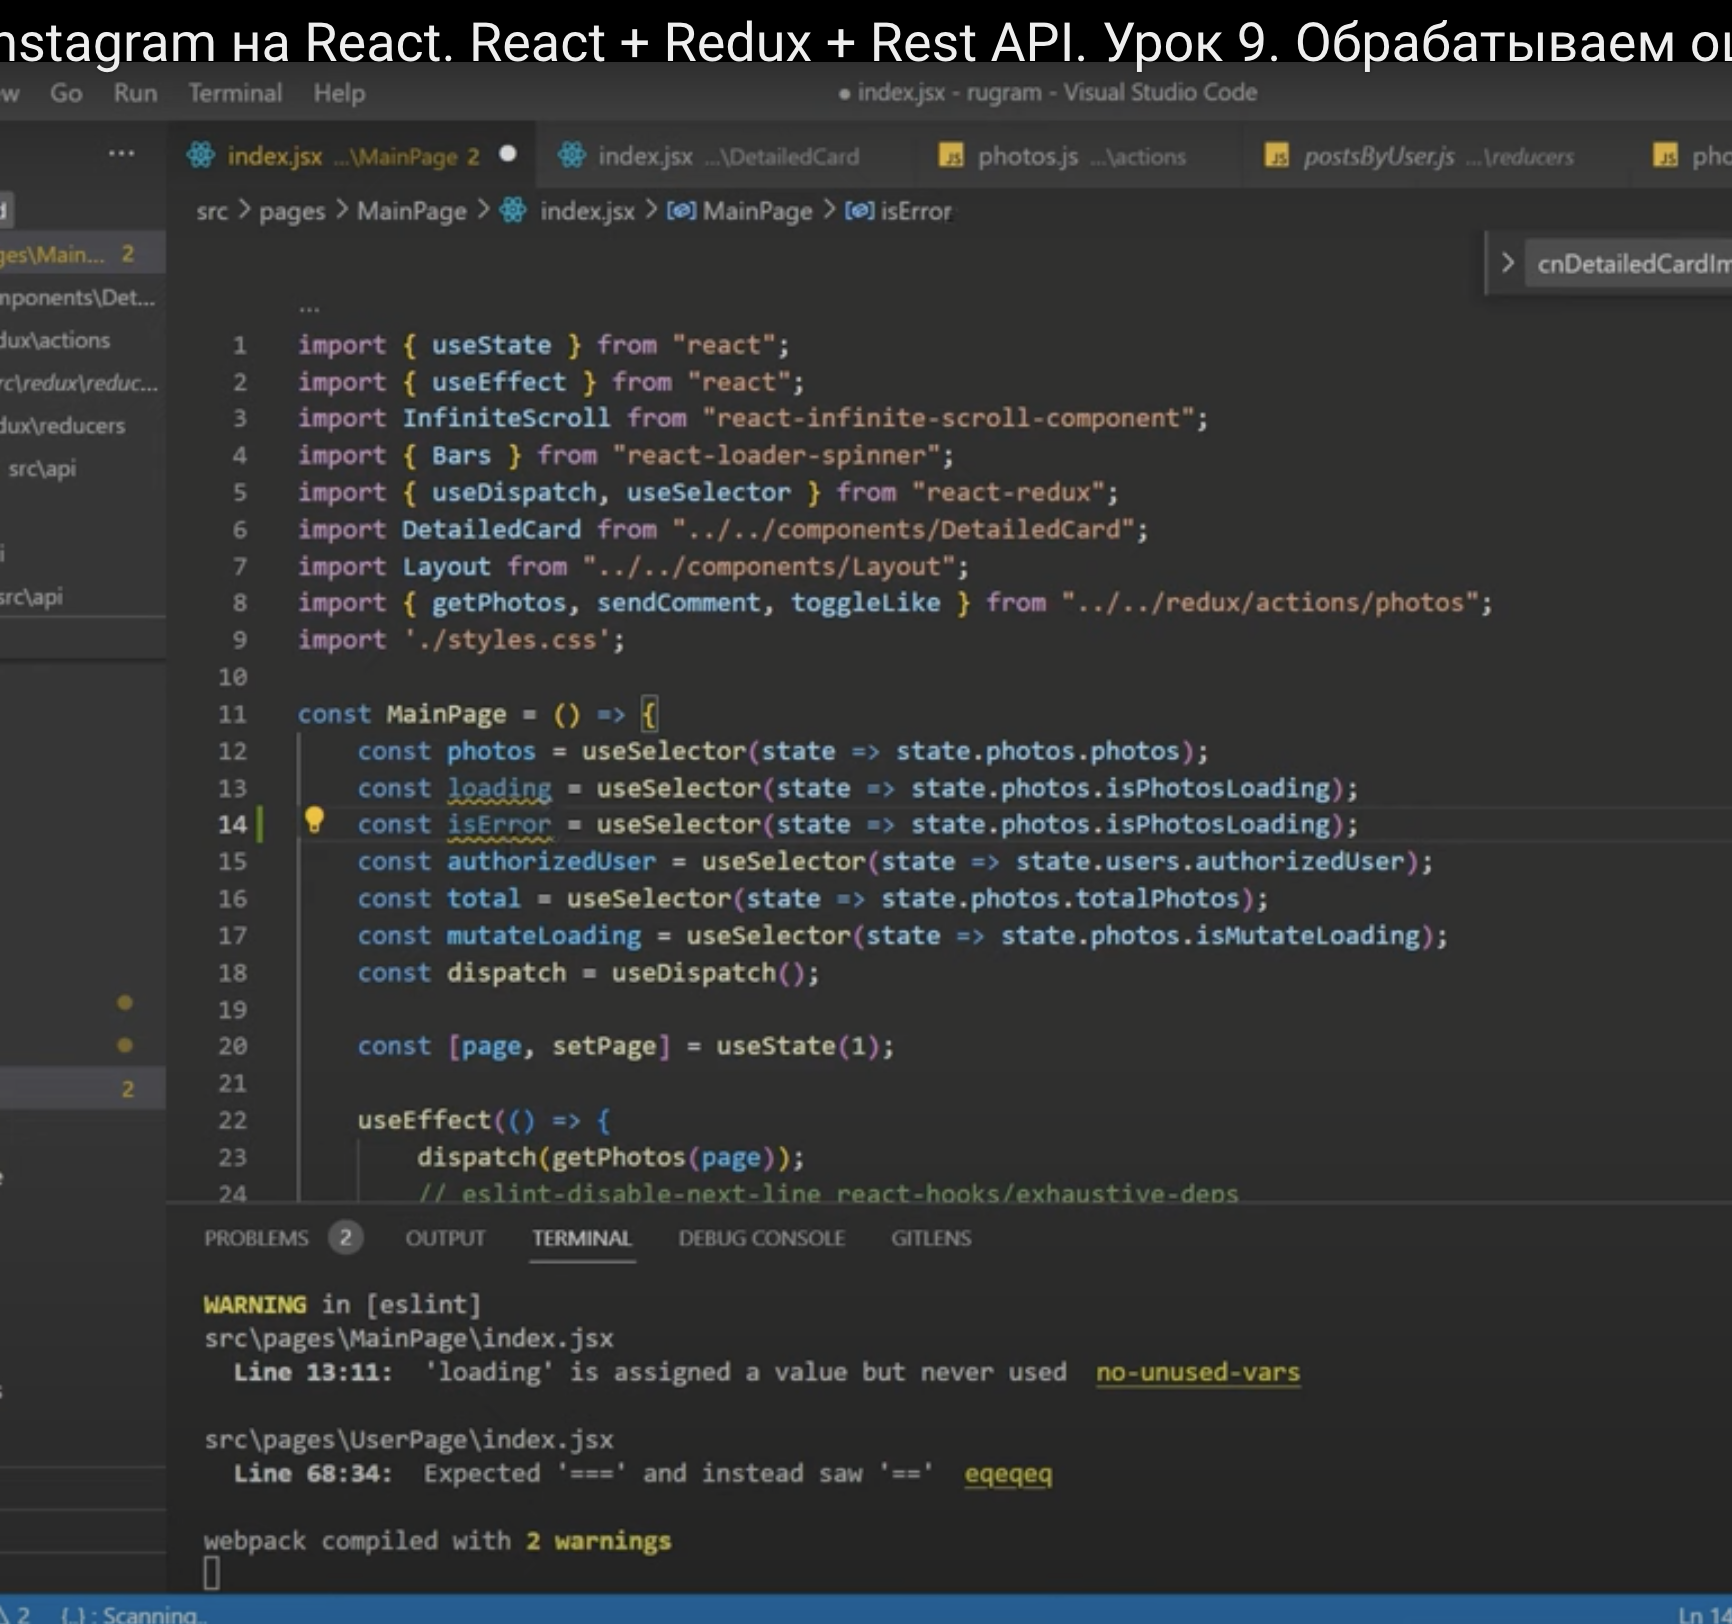 nstagram на React. React + Redux + Rest API. Урок 9. Обрабатываем
Go Run Terminal Help
● index.jsx - rugram - Visual Studio Code
index.jsx ...\MainPage 2
index.jsx ...\DetailedCard
photos.js ...\actions
postsByUser.js ...\reducers
src > pages > MainPage > index.jsx > MainPage > isError
ges\Main... 2
mponents\Det...
dux\actions
rc\redux\reduc...
dux\reducers
src\api
src\api
2
> cnDetailedCardIm
...
1 import { useState } from "react";
2 import { useEffect } from "react";
3 import InfiniteScroll from "react-infinite-scroll-component";
4 import { Bars } from "react-loader-spinner";
5 import { useDispatch, useSelector } from "react-redux";
6 import DetailedCard from "../../components/DetailedCard";
7 import Layout from "../../components/Layout";
8 import { getPhotos, sendComment, toggleLike } from "../../redux/actions/photos";
9 import './styles.css';
10
11 const MainPage = () => {
12 const photos = useSelector(state => state.photos.photos);
13 const loading = useSelector(state => state.photos.isPhotosLoading);
14 const isError = useSelector(state => state.photos.isPhotosLoading);
15 const authorizedUser = useSelector(state => state.users.authorizedUser);
16 const total = useSelector(state => state.photos.totalPhotos);
17 const mutateLoading = useSelector(state => state.photos.isMutateLoading);
18 const dispatch = useDispatch();
19
20 const [page, setPage] = useState(1);
21
22 useEffect(() => {
23 dispatch(getPhotos(page));
24 // eslint-disable-next-line react-hooks/exhaustive-deps
PROBLEMS 2 OUTPUT TERMINAL DEBUG CONSOLE GITLENS
WARNING in [eslint]
src\pages\MainPage\index.jsx
Line 13:11: 'loading' is assigned a value but never used no-unused-vars
src\pages\UserPage\index.jsx
Line 68:34: Expected '===' and instead saw '==' eqeqeq
webpack compiled with 2 warnings
2 {..} : Scanning..
Ln 14